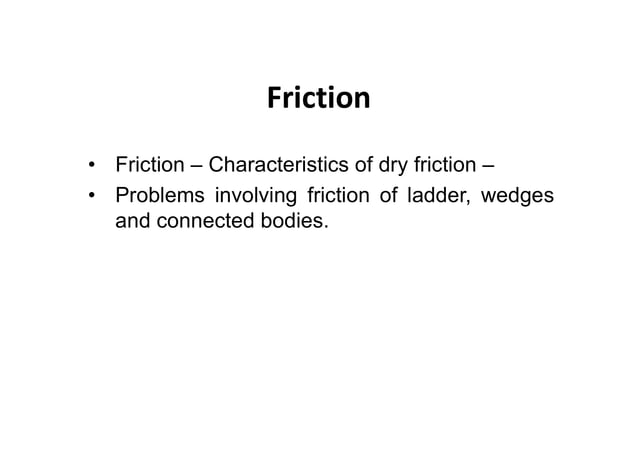 Friction
• Friction – Characteristics of dry friction –
• Problems involving friction of ladder, wedges
and connected bodies.